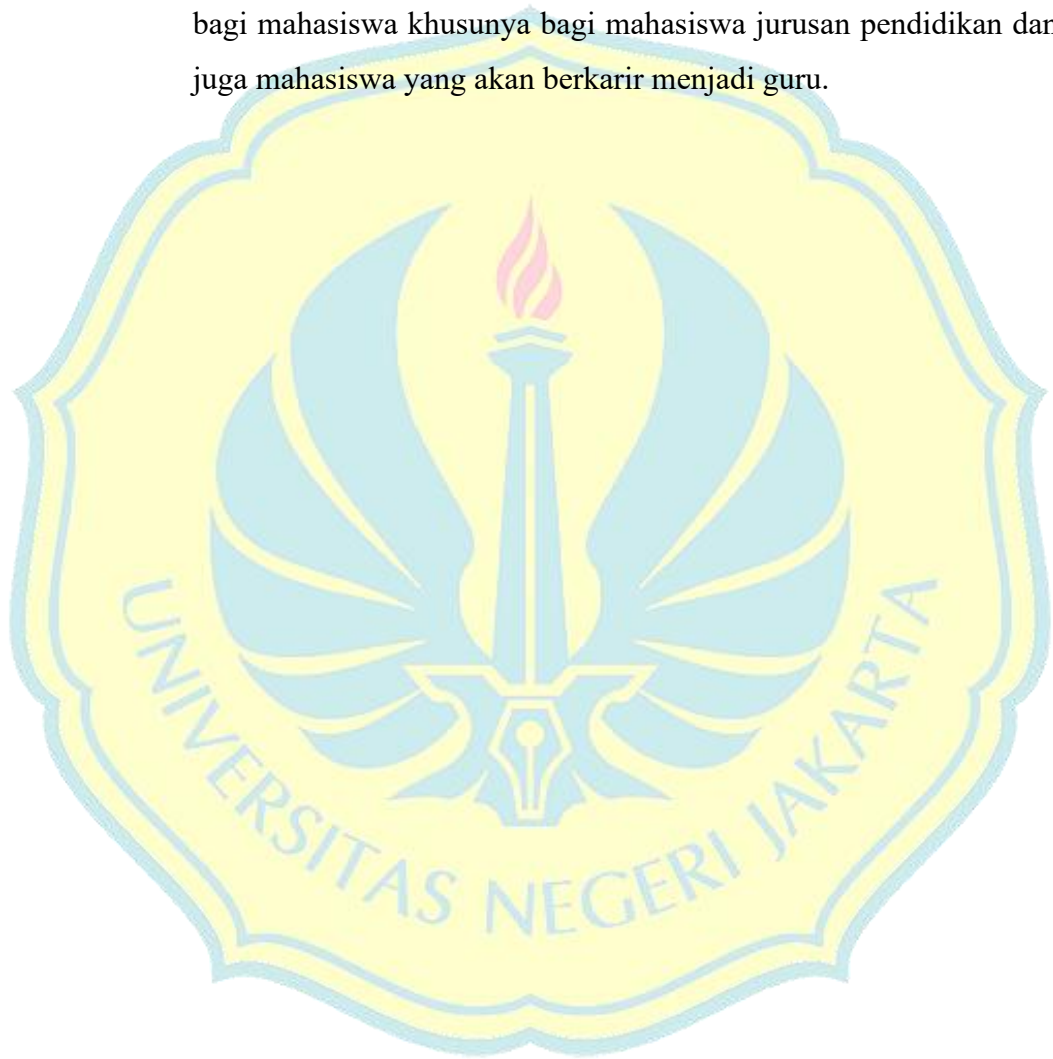 bagi mahasiswa khusunya bagi mahasiswa jurusan pendidikan dan
juga mahasiswa yang akan berkarir menjadi guru.
UNIVERSITAS NEGERI JAKARTA